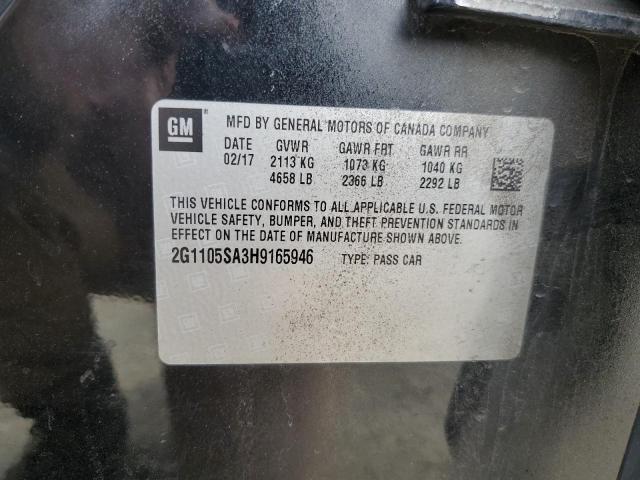 GM
MFD BY GENERAL MOTORS OF CANADA COMPANY
DATE GVWR GAWR FRT GAWR RR
02/17 2113 KG 1073 KG 1040 KG
4658 LB 2366 LB 2292 LB
THIS VEHICLE CONFORMS TO ALL APPLICABLE U.S. FEDERAL MOTOR
VEHICLE SAFETY, BUMPER, AND THEFT PREVENTION STANDARDS IN
EFFECT ON THE DATE OF MANUFACTURE SHOWN ABOVE.
2G1105SA3H9165946 TYPE: PASS CAR